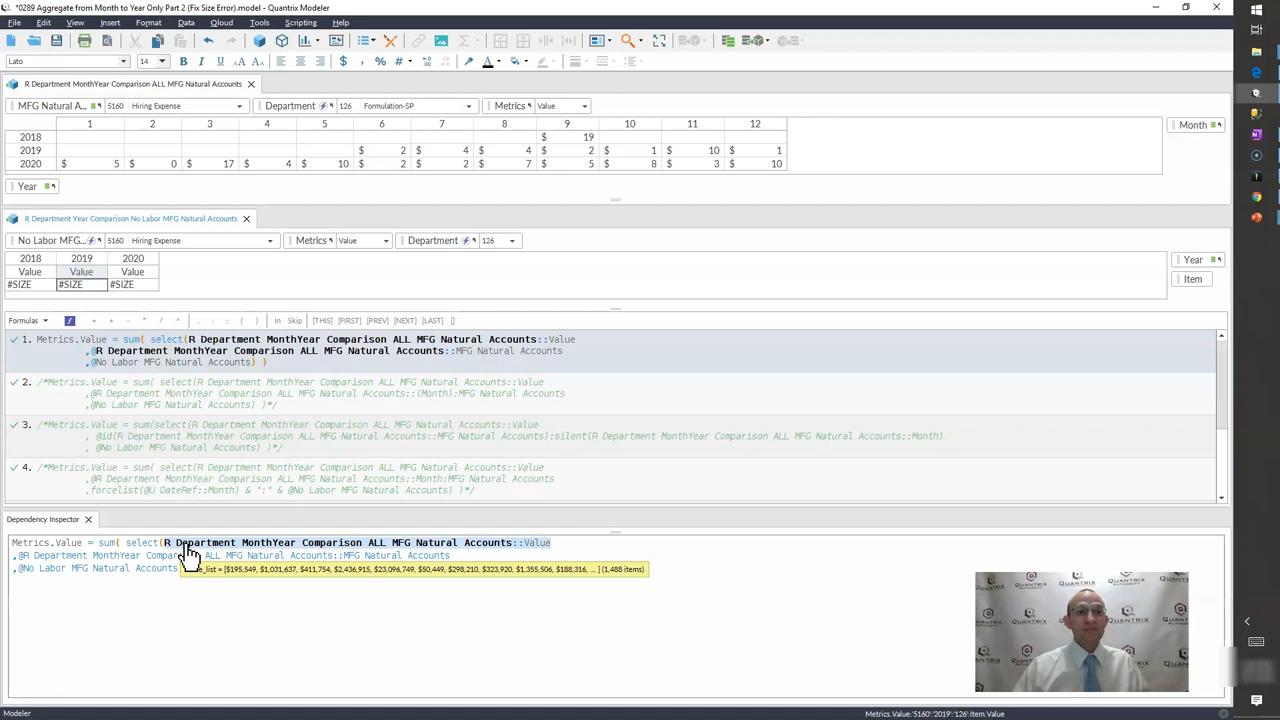 *0289 Aggregate from Month to Year Only Part 2 (Fix Size Error).model - Quantrix Modeler
File Edit View Insert Format Data Qloud Tools Scripting Help
Lato 14
R Department MonthYear Comparison ALL MFG Natural Accounts
MFG Natural A... 5160 Hiring Expense Department 126 Formulation-SP Metrics Value
1 2 3 4 5 6 7 8 9 10 11 12
Month
2018 $ 19
2019 $ 2 $ 4 $ 4 $ 2 $ 1 $ 10 $ 1
2020 $ 5 $ 0 $ 17 $ 4 $ 10 $ 2 $ 2 $ 7 $ 5 $ 8 $ 3 $ 10
Year
R Department Year Comparison No Labor MFG Natural Accounts
No Labor MFG... 5160 Hiring Expense Metrics Value Department 126
2018 2019 2020 Year
Value Value Value Item
#SIZE #SIZE #SIZE
Formulas f + - * / ^ .. : :: ( ) In Skip [THIS] [FIRST] [PREV] [NEXT] [LAST] []
1. Metrics.Value = sum( select(R Department MonthYear Comparison ALL MFG Natural Accounts::Value
,@R Department MonthYear Comparison ALL MFG Natural Accounts::MFG Natural Accounts
,@No Labor MFG Natural Accounts) )
2. /*Metrics.Value = sum( select(R Department MonthYear Comparison ALL MFG Natural Accounts::Value
,@R Department MonthYear Comparison ALL MFG Natural Accounts::(Month):MFG Natural Accounts
,@No Labor MFG Natural Accounts) )*/
3. /*Metrics.Value = sum(select(R Department MonthYear Comparison ALL MFG Natural Accounts::Value
, @id(R Department MonthYear Comparison ALL MFG Natural Accounts::MFG Natural Accounts):silent(R Department MonthYear Comparison ALL MFG Natural Accounts::Month)
, @No Labor MFG Natural Accounts) )*/
4. /*Metrics.Value = sum( select(R Department MonthYear Comparison ALL MFG Natural Accounts::Value
,@R Department MonthYear Comparison ALL MFG Natural Accounts::Month:MFG Natural Accounts
,forcelist(@U DateRef::Month) & ":" & @No Labor MFG Natural Accounts) )*/
Dependency Inspector
Metrics.Value = sum( select(R Department MonthYear Comparison ALL MFG Natural Accounts::Value
,@R Department MonthYear ALL MFG Natural Accounts::MFG Natural Accounts
,@No Labor MFG Natural Accounts
= [$195,549, $1,031,637, $411,754, $2,436,915, $23,096,749, $50,449, $298,210, $323,920, $1,355,506, $188,316, ... ] (1,488 items)
QUANTRIX
AUTHORITY
Modeler Metrics.Value:'5160':'2019':'126':Item.Value